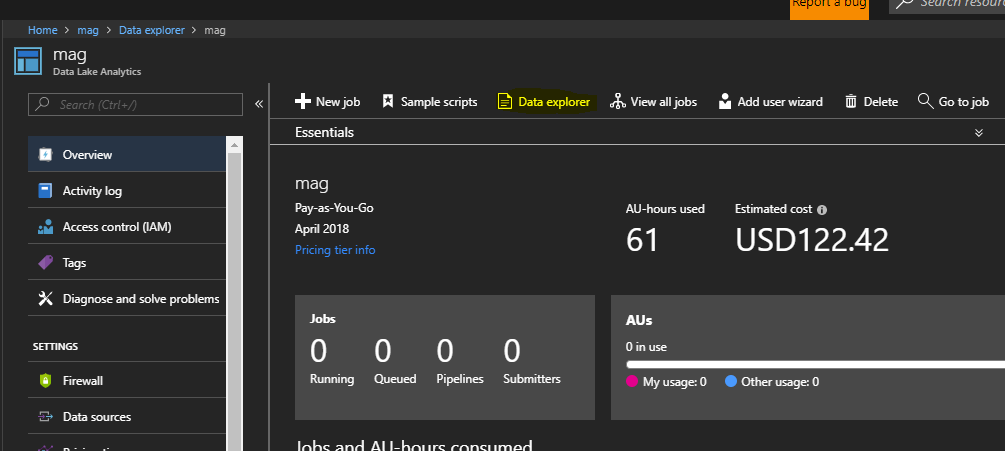 Report a bug
Search
Home > mag > Data explorer > mag
mag
Data Lake Analytics
Search (Ctrl+/)
«
New job
Sample scripts
Data explorer
View all jobs
Add user wizard
Delete
Go to job
Essentials
Overview
Activity log
Access control (IAM)
Tags
Diagnose and solve problems
SETTINGS
Firewall
Data sources
mag
Pay-as-You-Go
April 2018
Pricing tier info
AU-hours used
61
Estimated cost
USD122.42
Jobs
0 0 0 0
Running Queued Pipelines Submitters
AUs
0 in use
My usage: 0 Other usage: 0
Jobs and AU-hours consumed